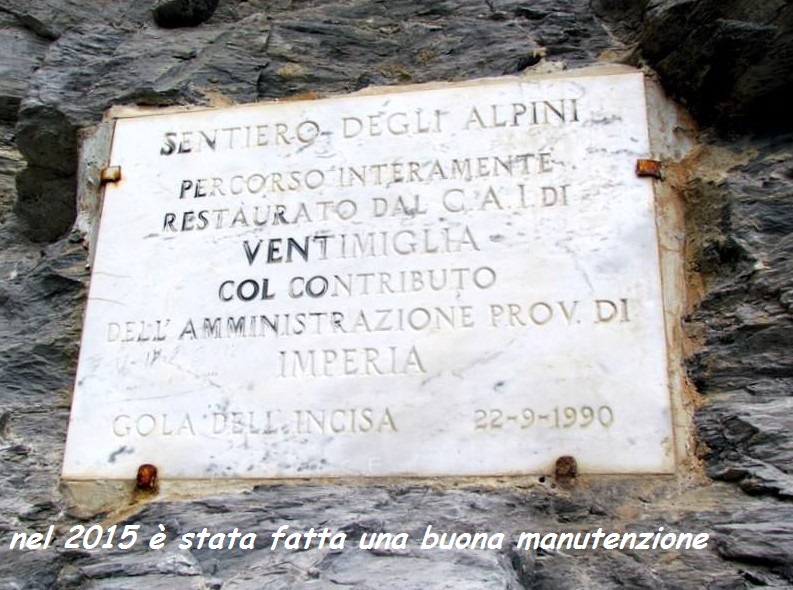 SENTIERO DEGLI ALPINI
PERCORSO INTERAMENTE
RESTAURATO DAL C.A.I. DI
VENTIMIGLIA
COL CONTRIBUTO
DELL' AMMINISTRAZIONE PROV. DI
IMPERIA
GOLA DELL' INCISA 22-9-1990
nel 2015 è stata fatta una buona manutenzione